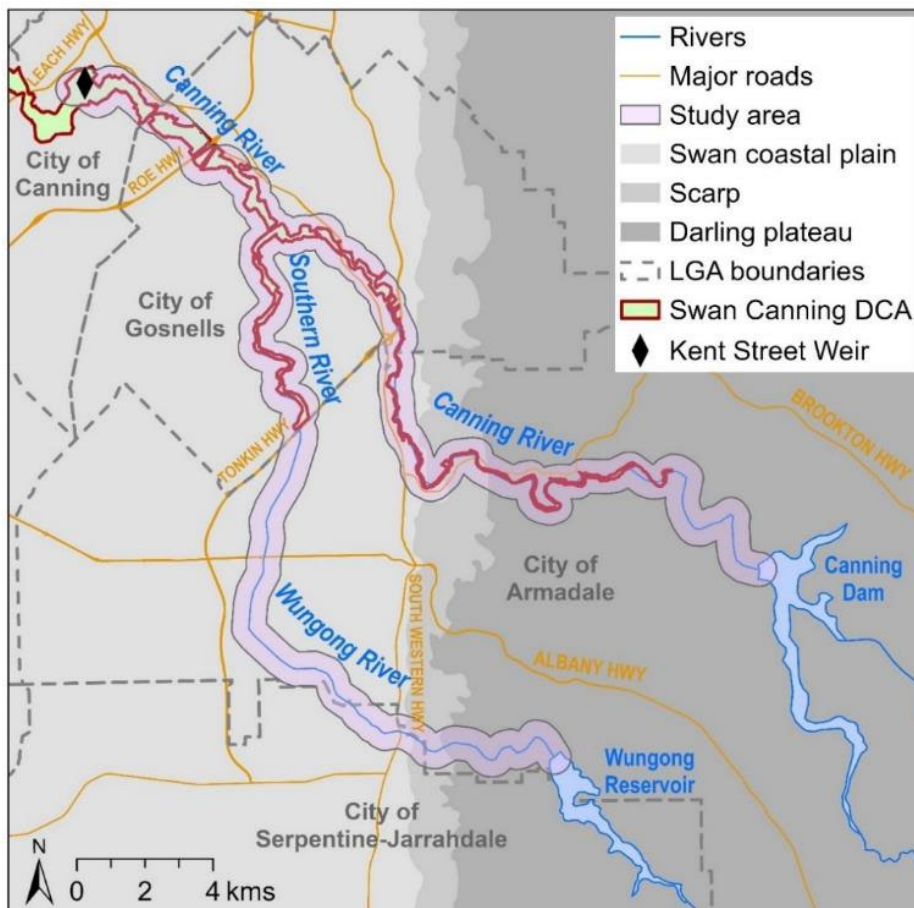 LEACH HWY
Canning River
City of
Canning
ROE HWY
City of
Gosnells
Southern River
TONKIN HWY
Canning River
BROOKTON HWY
City of
Armadale
Canning
Dam
Wungong River
SOUTH WESTERN HWY
ALBANY HWY
Wungong
Reservoir
City of
Serpentine-Jarrahdale
Rivers
Major roads
Study area
Swan coastal plain
Scarp
Darling plateau
LGA boundaries
Swan Canning DCA
Kent Street Weir
N
0 2 4 kms